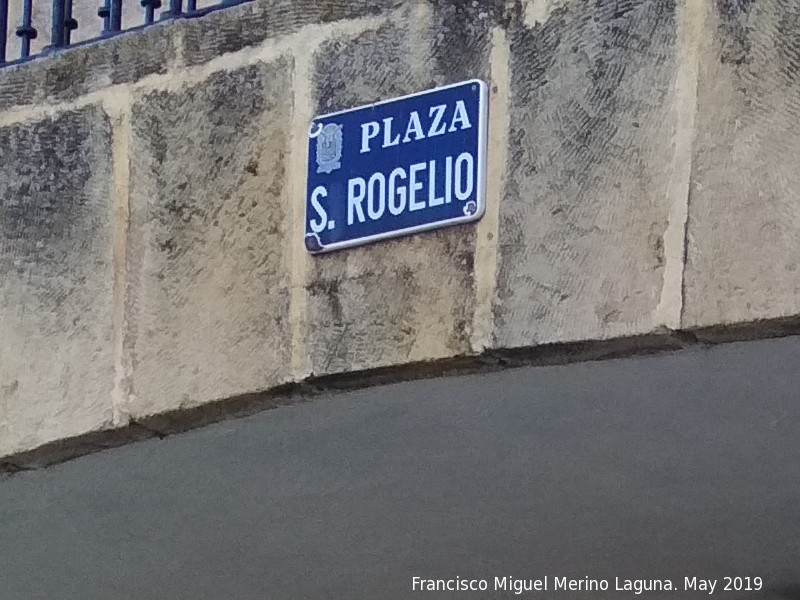 PLAZA
S. ROGELIO
Francisco Miguel Merino Laguna. May 2019